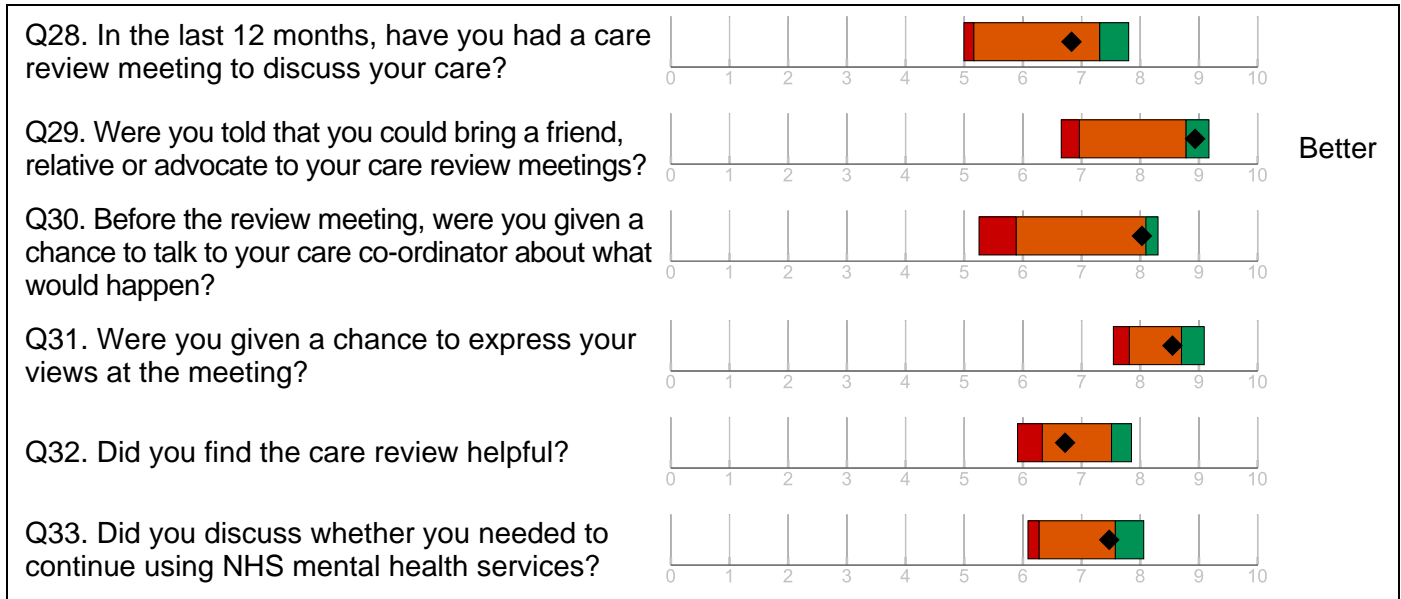 Q28. In the last 12 months, have you had a care
review meeting to discuss your care?
0 1 2 3 4 5 6 7 8 9 10
Q29. Were you told that you could bring a friend,
relative or advocate to your care review meetings?
Better
0 1 2 3 4 5 6 7 8 9 10
Q30. Before the review meeting, were you given a
chance to talk to your care co-ordinator about what
would happen?
0 1 2 3 4 5 6 7 8 9 10
Q31. Were you given a chance to express your
views at the meeting?
0 1 2 3 4 5 6 7 8 9 10
Q32. Did you find the care review helpful?
0 1 2 3 4 5 6 7 8 9 10
Q33. Did you discuss whether you needed to
continue using NHS mental health services?
0 1 2 3 4 5 6 7 8 9 10